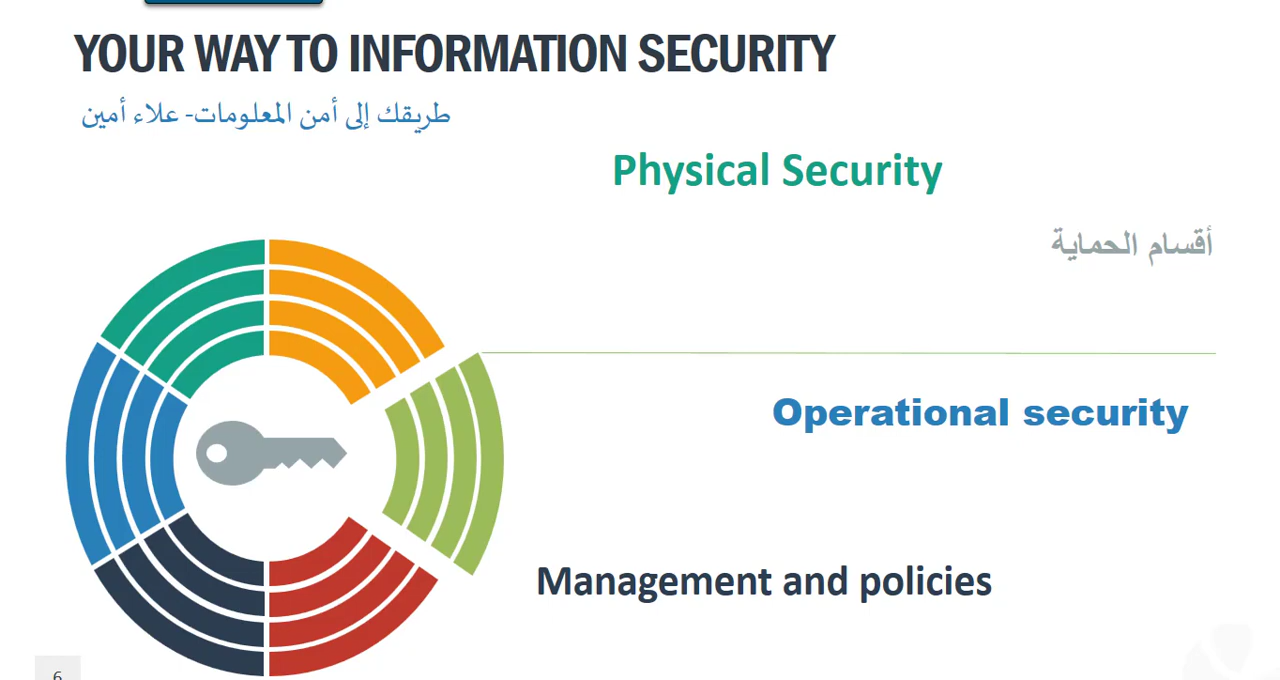 YOUR WAY TO INFORMATION SECURITY
طريقك إلى أمن المعلومات- علاء أمين
Physical Security
أقسام الحماية
Operational security
Management and policies
6